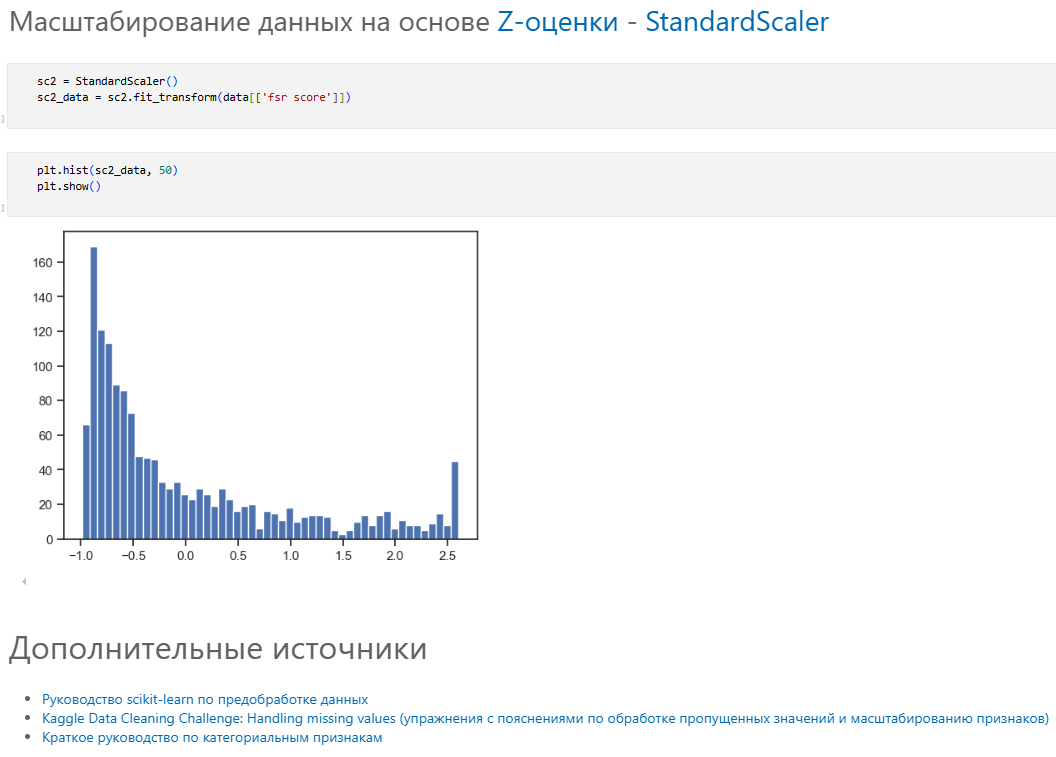 Масштабирование данных на основе Z-оценки - StandardScaler
sc2 = StandardScaler()
sc2_data = sc2.fit_transform(data[['fsr score']])
]
plt.hist(sc2_data, 50)
plt.show()
]
160
140
120
100
80
60
40
20
0
−1.0 −0.5 0.0 0.5 1.0 1.5 2.0 2.5
Дополнительные источники
• Руководство scikit-learn по предобработке данных
• Kaggle Data Cleaning Challenge: Handling missing values (упражнения с пояснениями по обработке пропущенных значений и масштабированию признаков)
• Краткое руководство по категориальным признакам